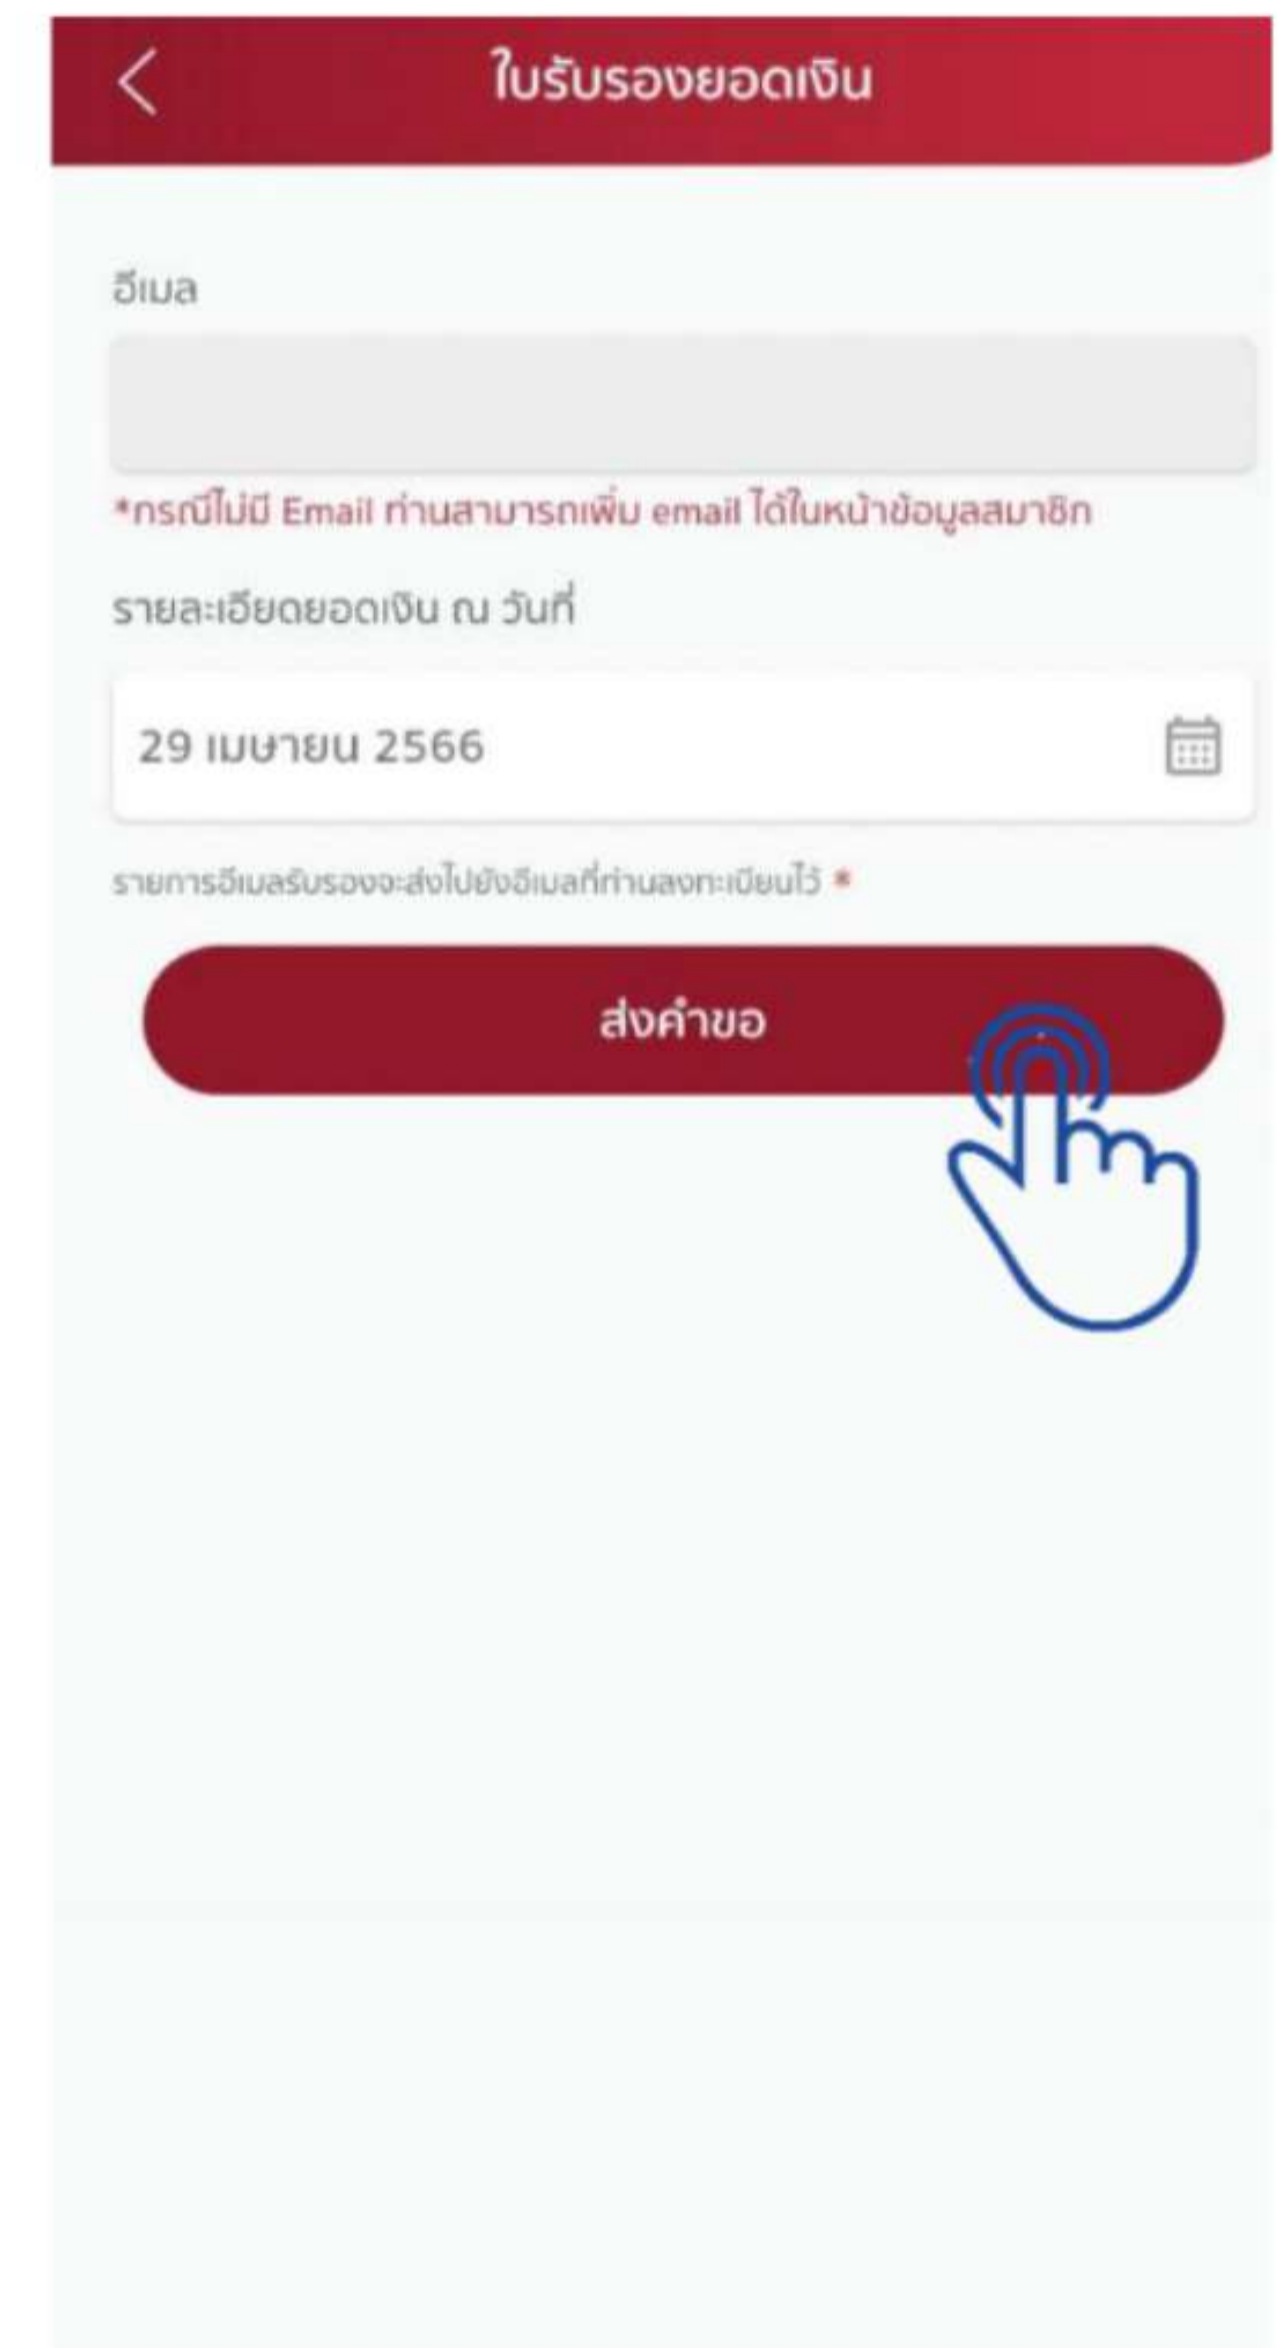 ใบรับรองยอดเงิน
อีเมล
*กรณีไม่มี Email ท่านสามารถเพิ่ม email ได้ในหน้าข้อมูลสมาชิก
รายละเอียดยอดเงิน ณ วันที่
29 เมษายน 2566
รายการอีเมลรับรองจะส่งไปยังอีเมลที่ท่านลงทะเบียนไว้ *
ส่งคำขอ